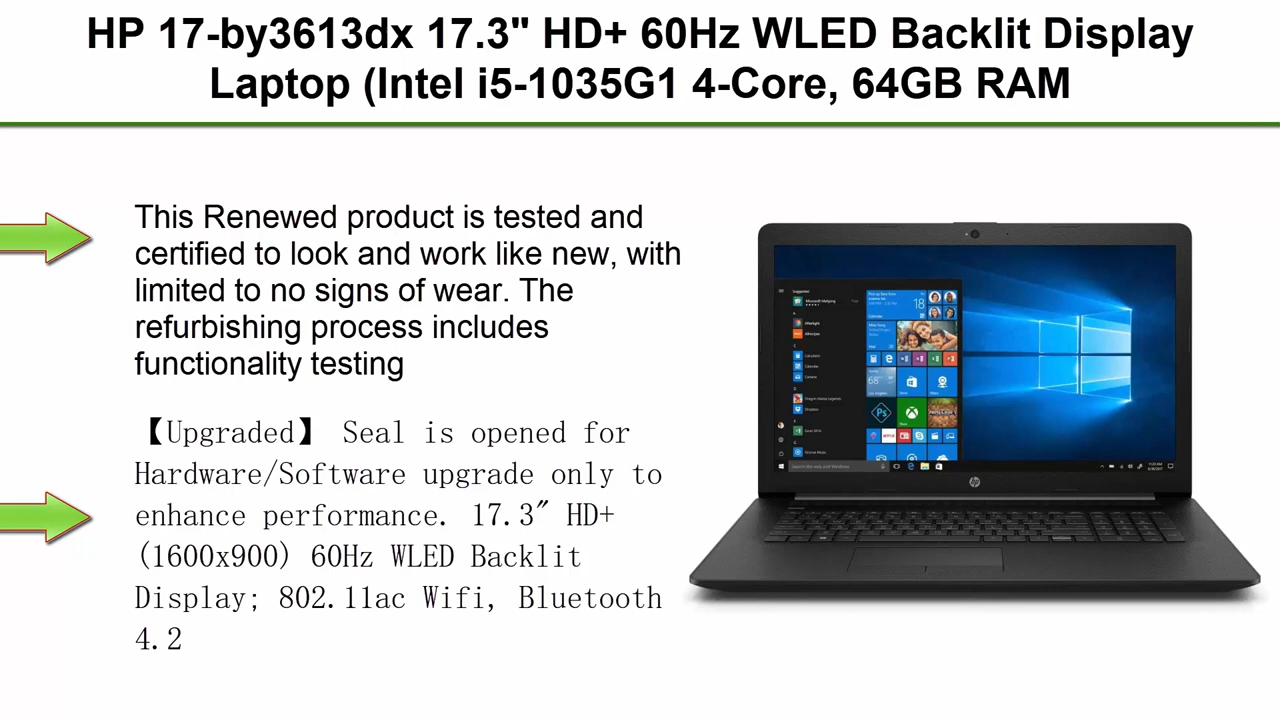 HP 17-by3613dx 17.3" HD+ 60Hz WLED Backlit Display
Laptop (Intel i5-1035G1 4-Core, 64GB RAM
This Renewed product is tested and
certified to look and work like new, with
limited to no signs of wear. The
refurbishing process includes
functionality testing
【Upgraded】 Seal is opened for
Hardware/Software upgrade only to
enhance performance. 17.3″ HD+
(1600x900) 60Hz WLED Backlit
Display; 802.11ac Wifi, Bluetooth
4.2
18
68°
hp